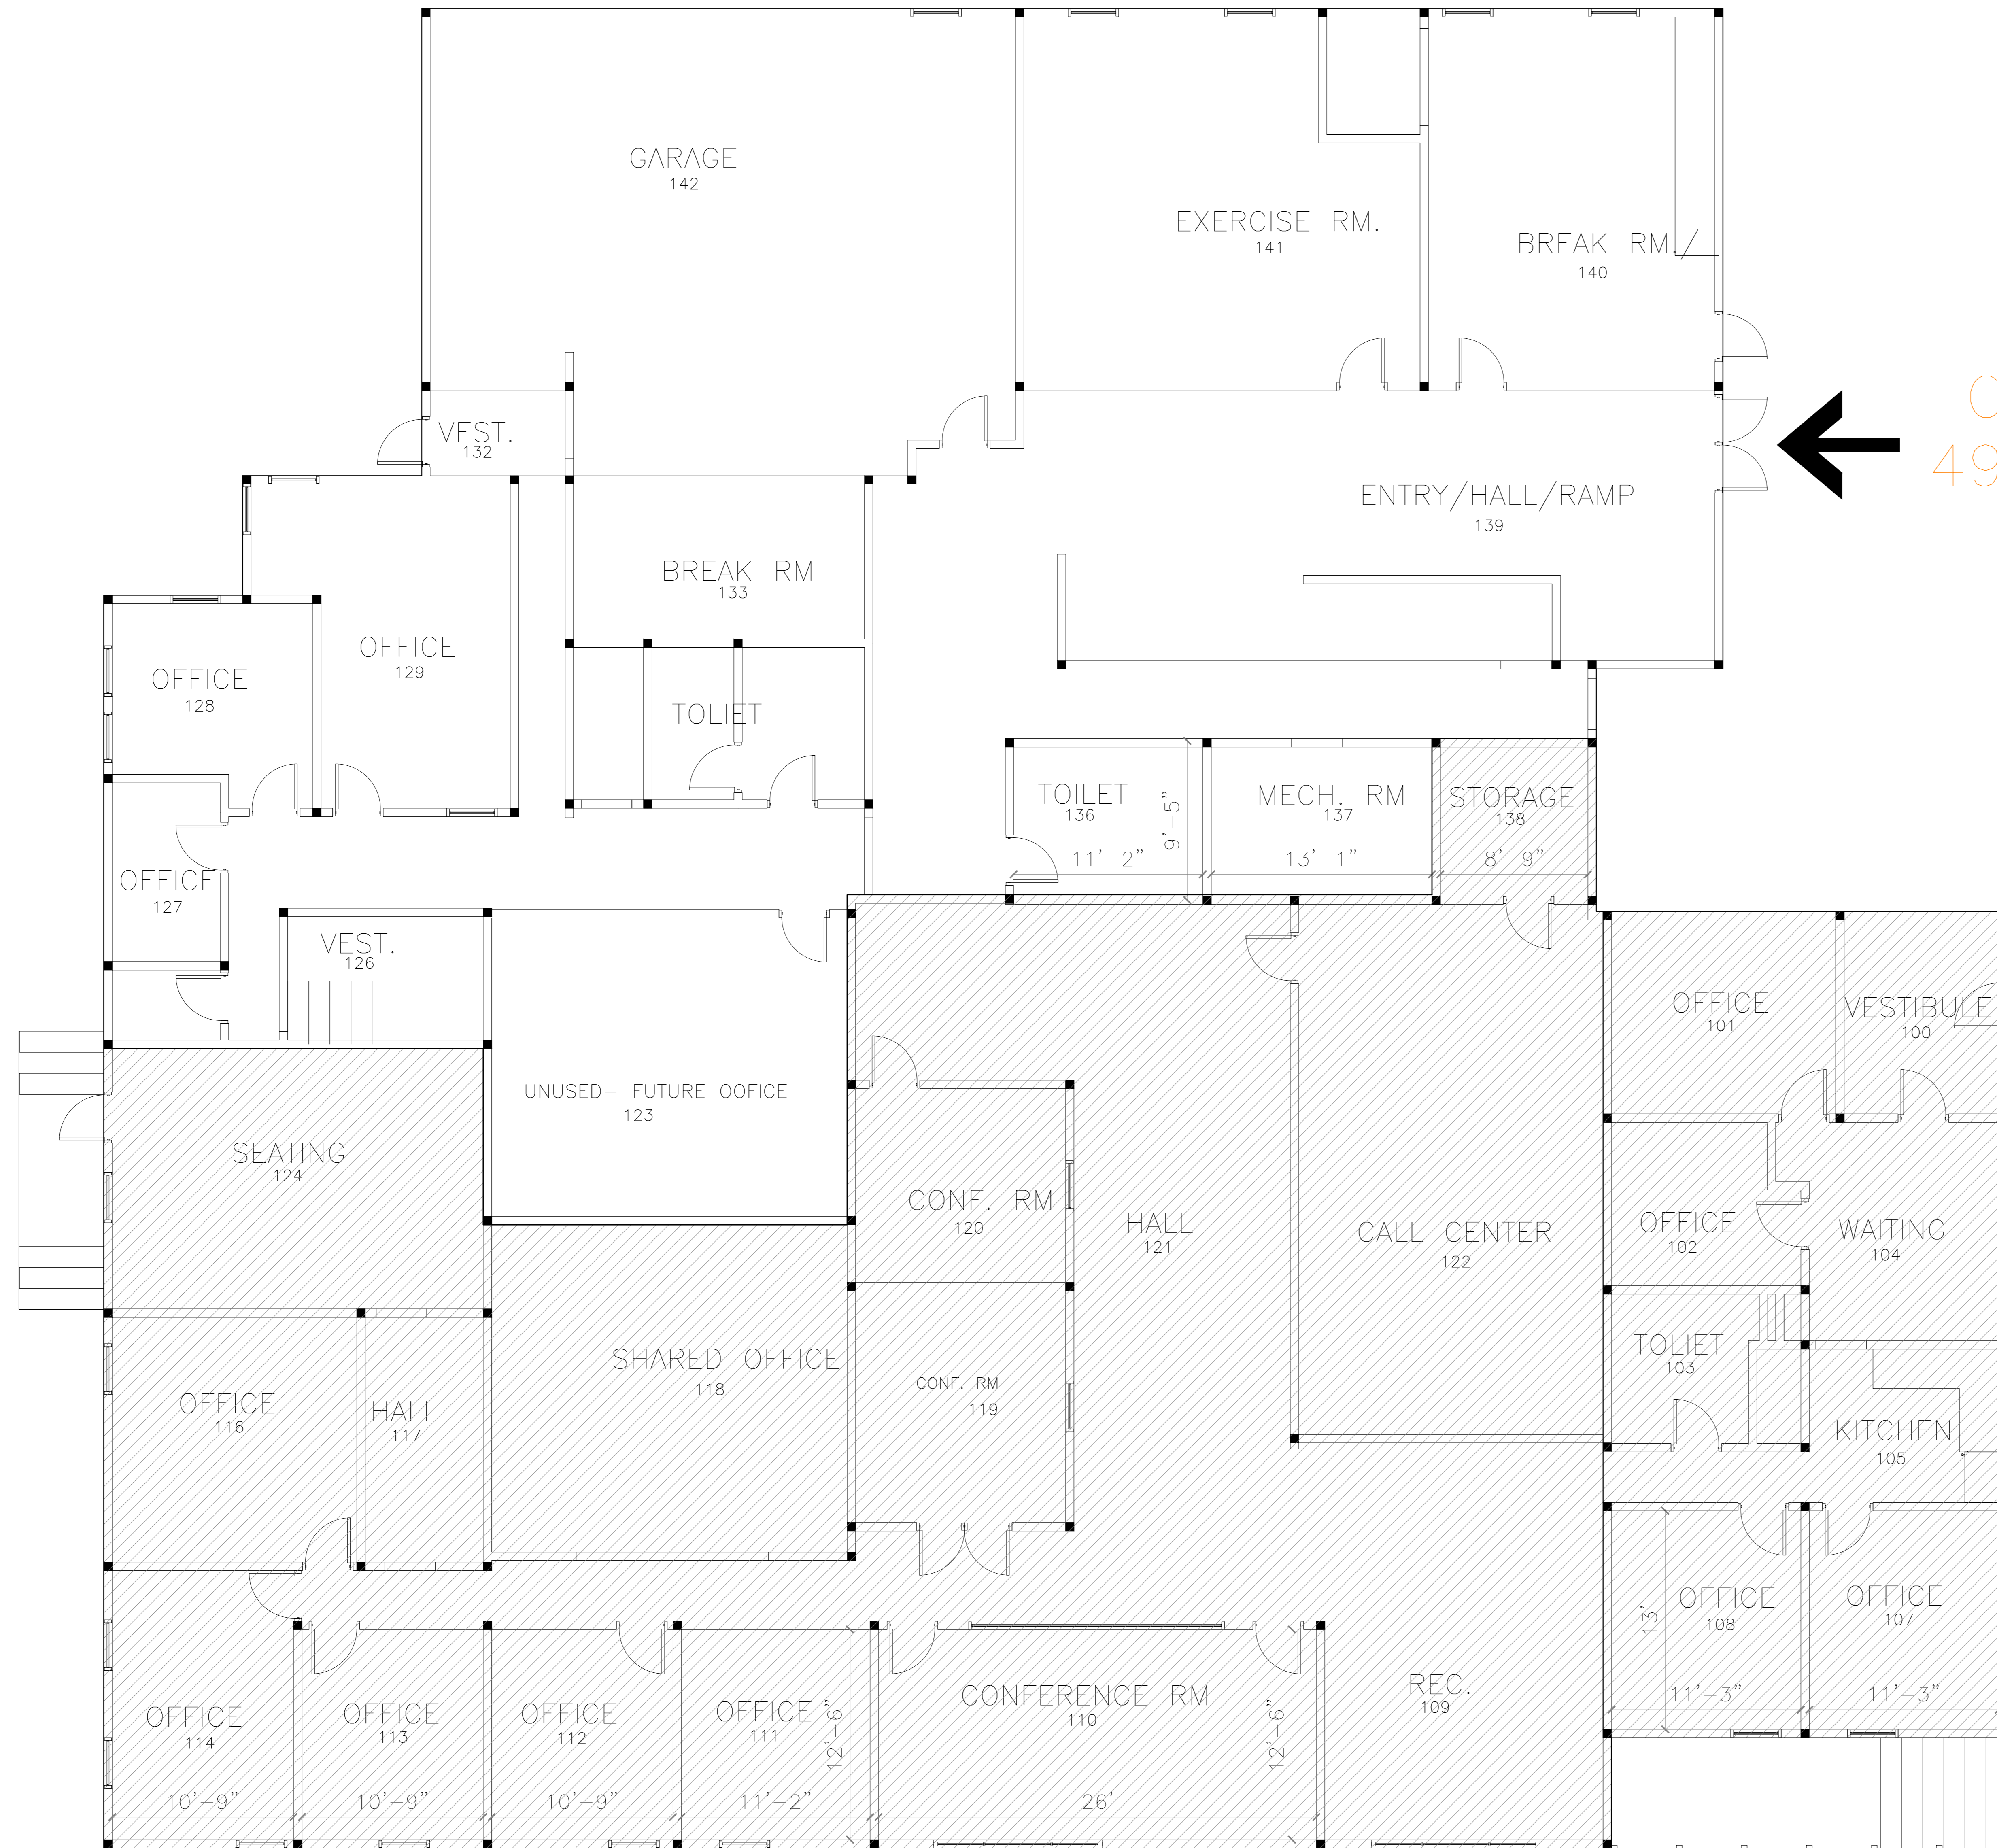 GARAGE
142
EXERCISE RM.
141
BREAK RM./
140
VEST.
132
ENTRY/HALL/RAMP
139
49
BREAK RM
133
OFFICE
129
OFFICE
128
TOLIET
TOILET
136
11'-2"
9'-5"
MECH. RM
137
13'-1"
STORAGE
138
8'-9"
OFFICE
127
VEST.
126
OFFICE
101
VESTIBULE
100
UNUSED- FUTURE OOFICE
123
SEATING
124
CONF. RM
120
HALL
121
CALL CENTER
122
OFFICE
102
WAITING
104
TOLIET
103
SHARED OFFICE
118
CONF. RM
119
OFFICE
116
HALL
117
KITCHEN
105
OFFICE
108
13'
11'-3"
OFFICE
107
11'-3"
OFFICE
114
10'-9"
OFFICE
113
10'-9"
OFFICE
112
10'-9"
OFFICE
111
12'-6"
11'-2"
CONFERENCE RM
110
12'-6"
26'
REC.
109